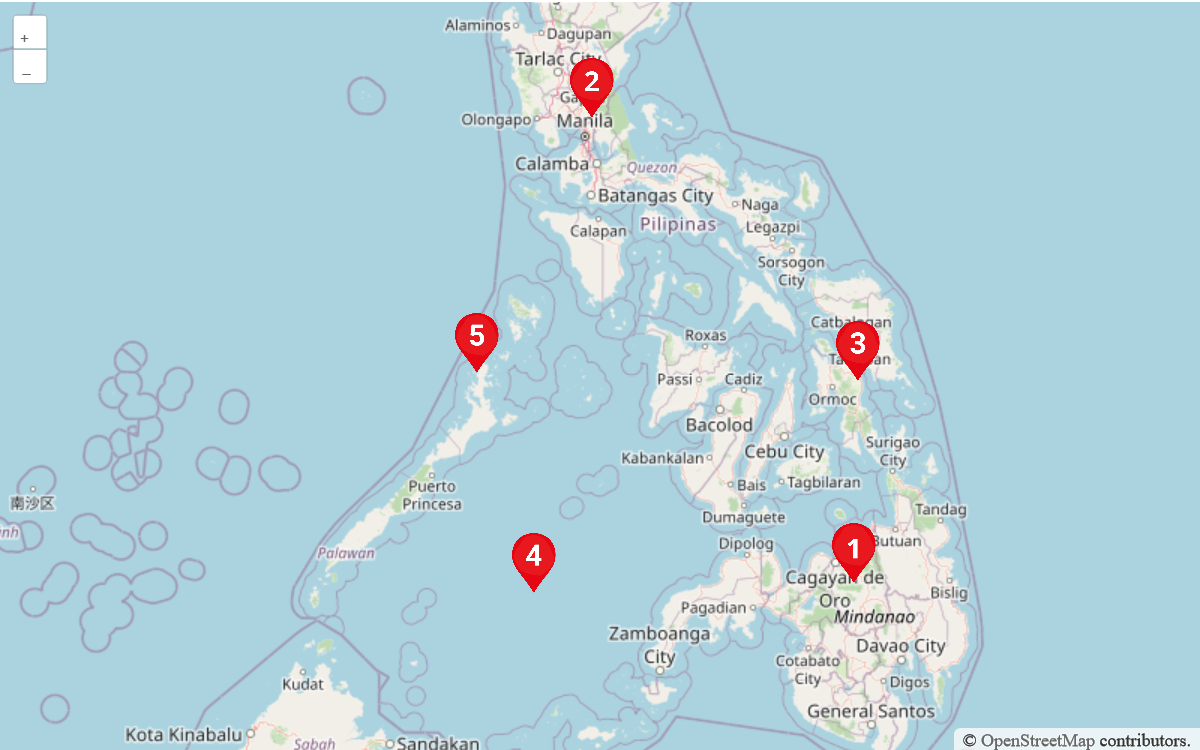 +
–
Alaminos
Dagupan
Tarlac City
2
Olongapo
Manila
Calamba
Quezon
Batangas City
Naga
Calapan
Pilipinas
Legazpi
Sorsogon
City
5
Roxas
3
Passi
Cadiz
Ormoc
Bacolod
Surigao
City
Cebu City
Kabankalan
Bais
Tagbilaran
Puerto
Princesa
南沙区
Dumaguete
Tandag
Palawan
4
Dipolog
1
Butuan
Cagayan de
Oro
Bislig
Pagadian
Mindanao
Zamboanga
City
Davao City
Cotabato
City
Kudat
Digos
General Santos
Kota Kinabalu
Sabah
Sandakan
© OpenStreetMap contributors.